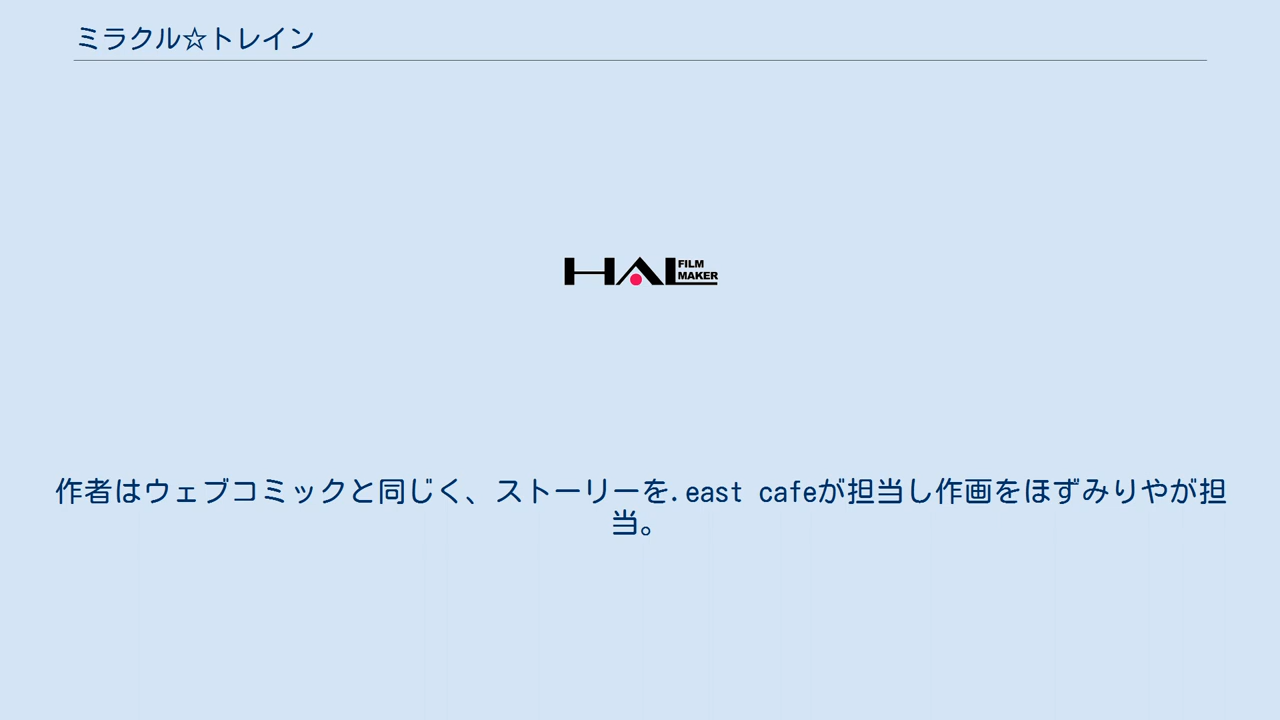 ミラクル☆トレイン
HAL FILM
MAKER
作者はウェブコミックと同じく、ストーリーを.east cafeが担当し作画をほずみりやが担
当。